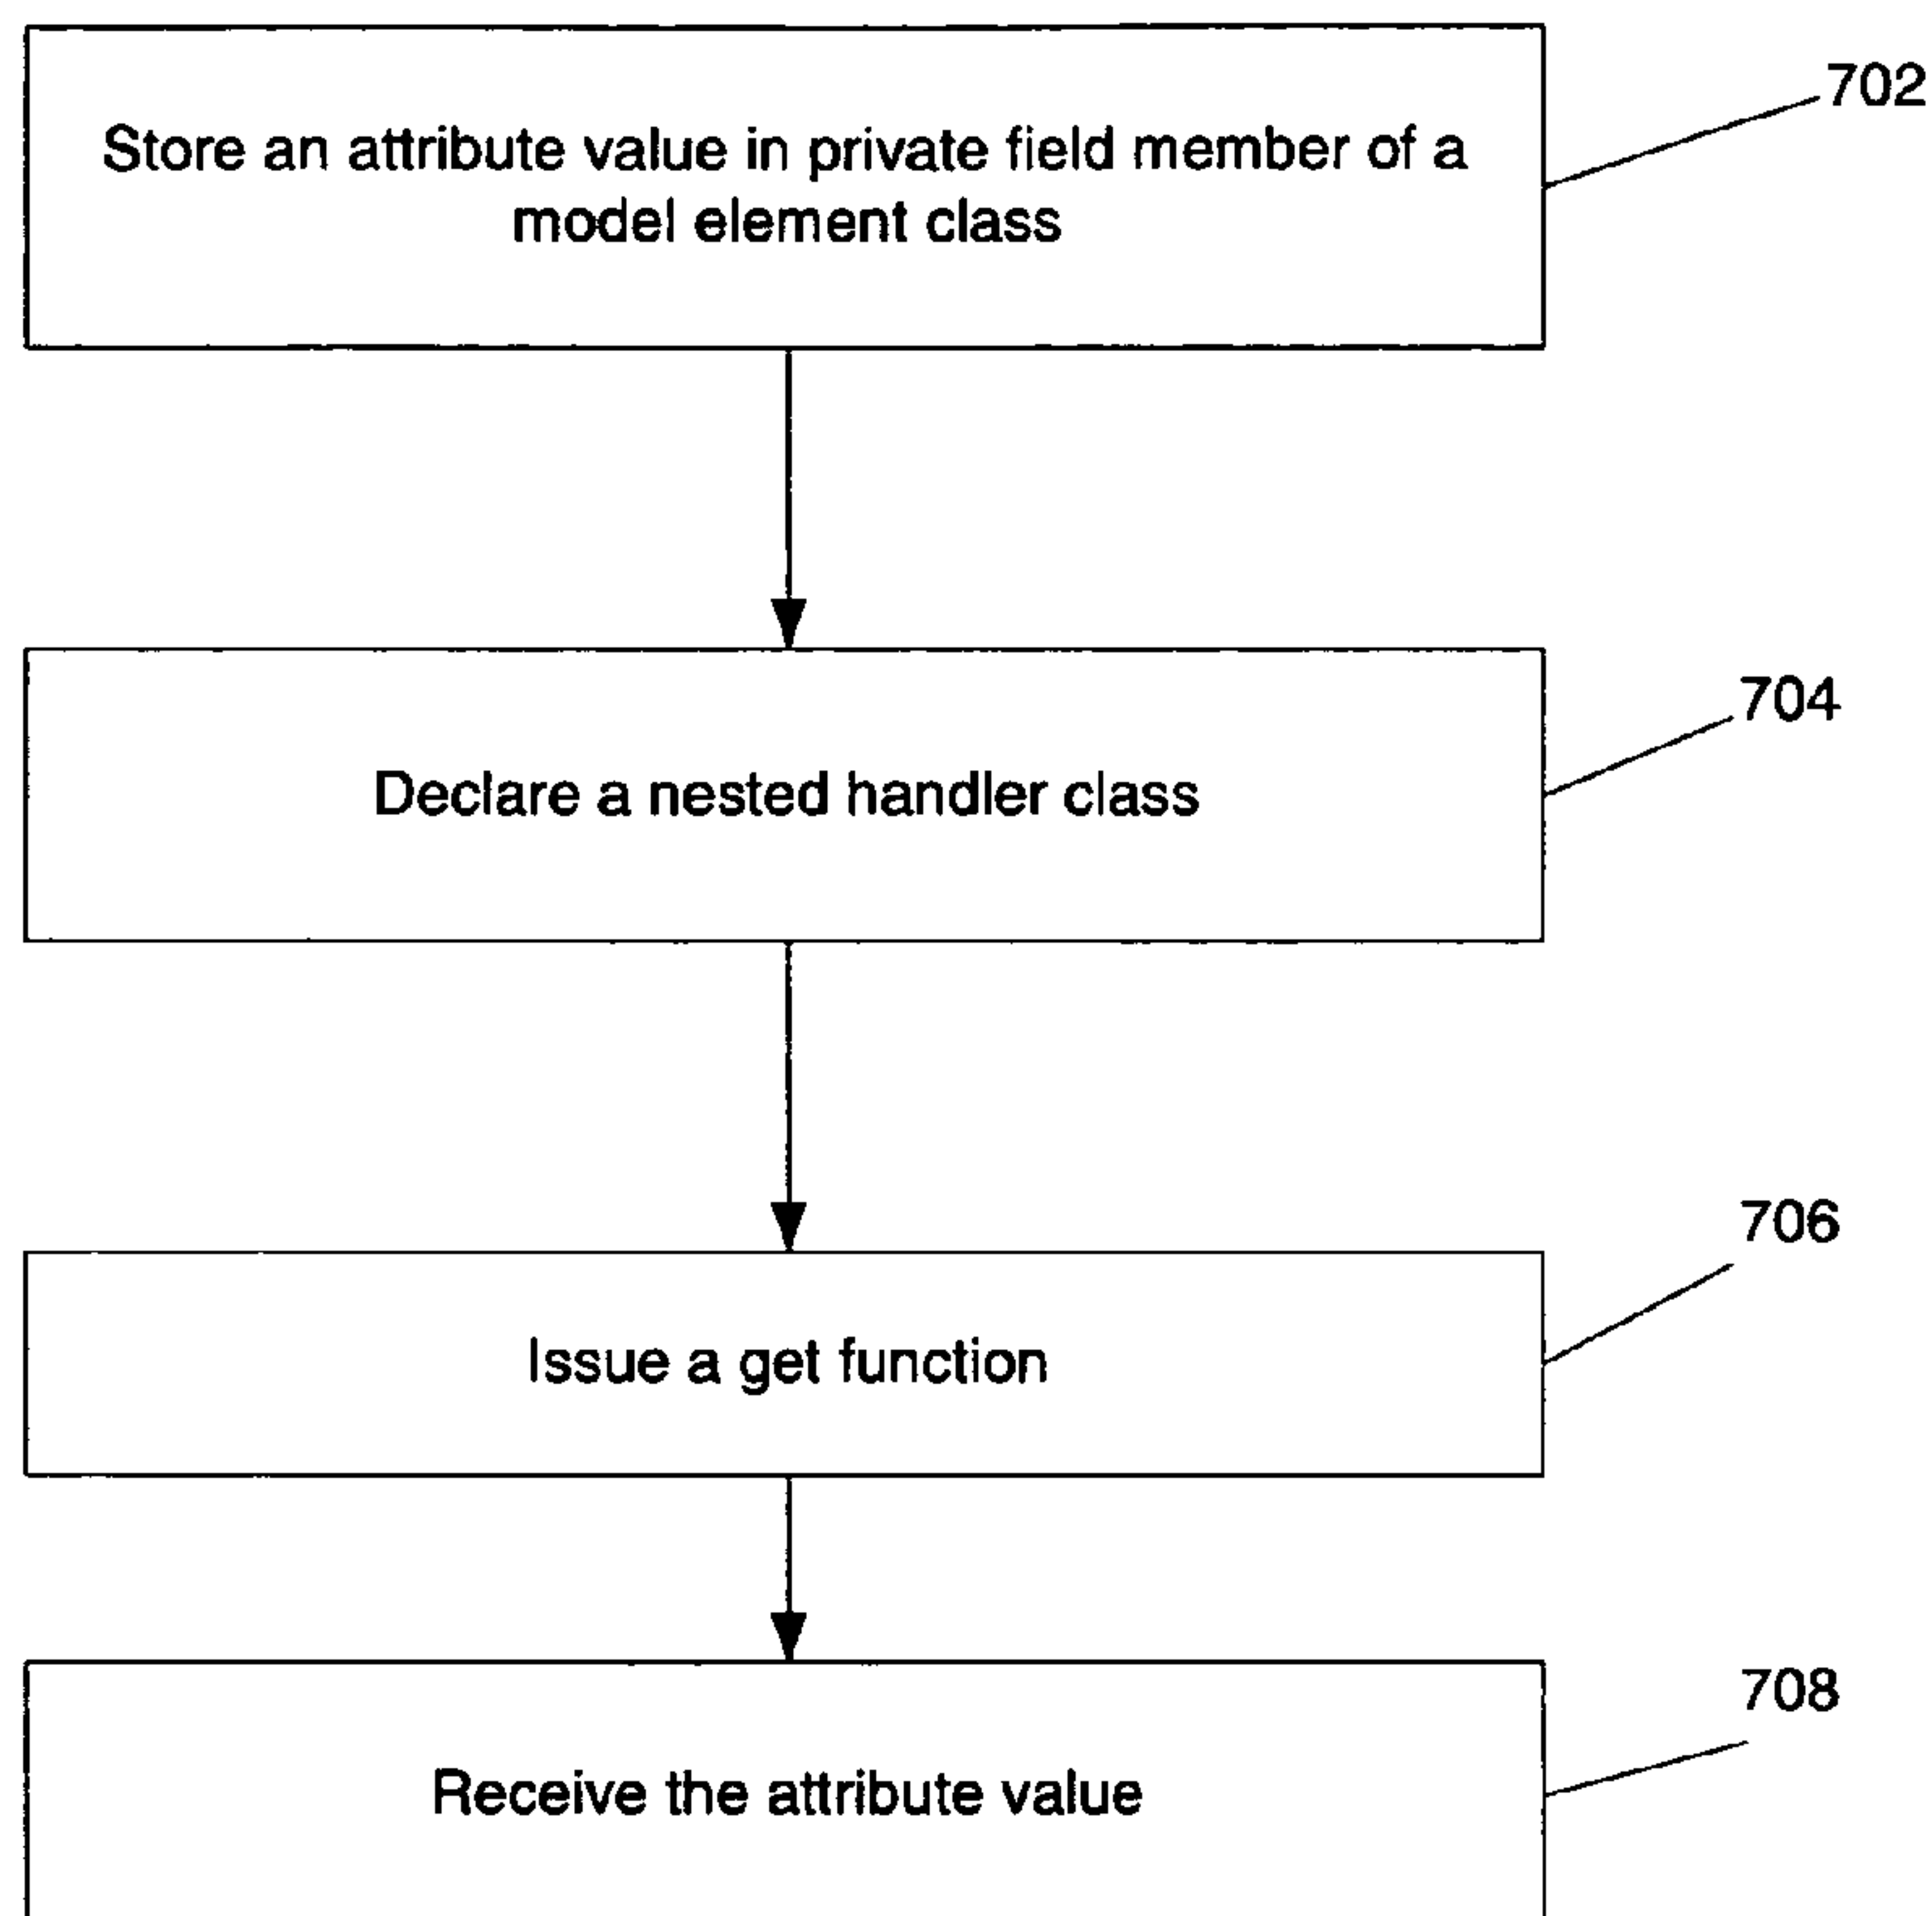 702
Store an attribute value in private field member of a
model element class
704
Declare a nested handler class
706
Issue a get function
708
Receive the attribute value